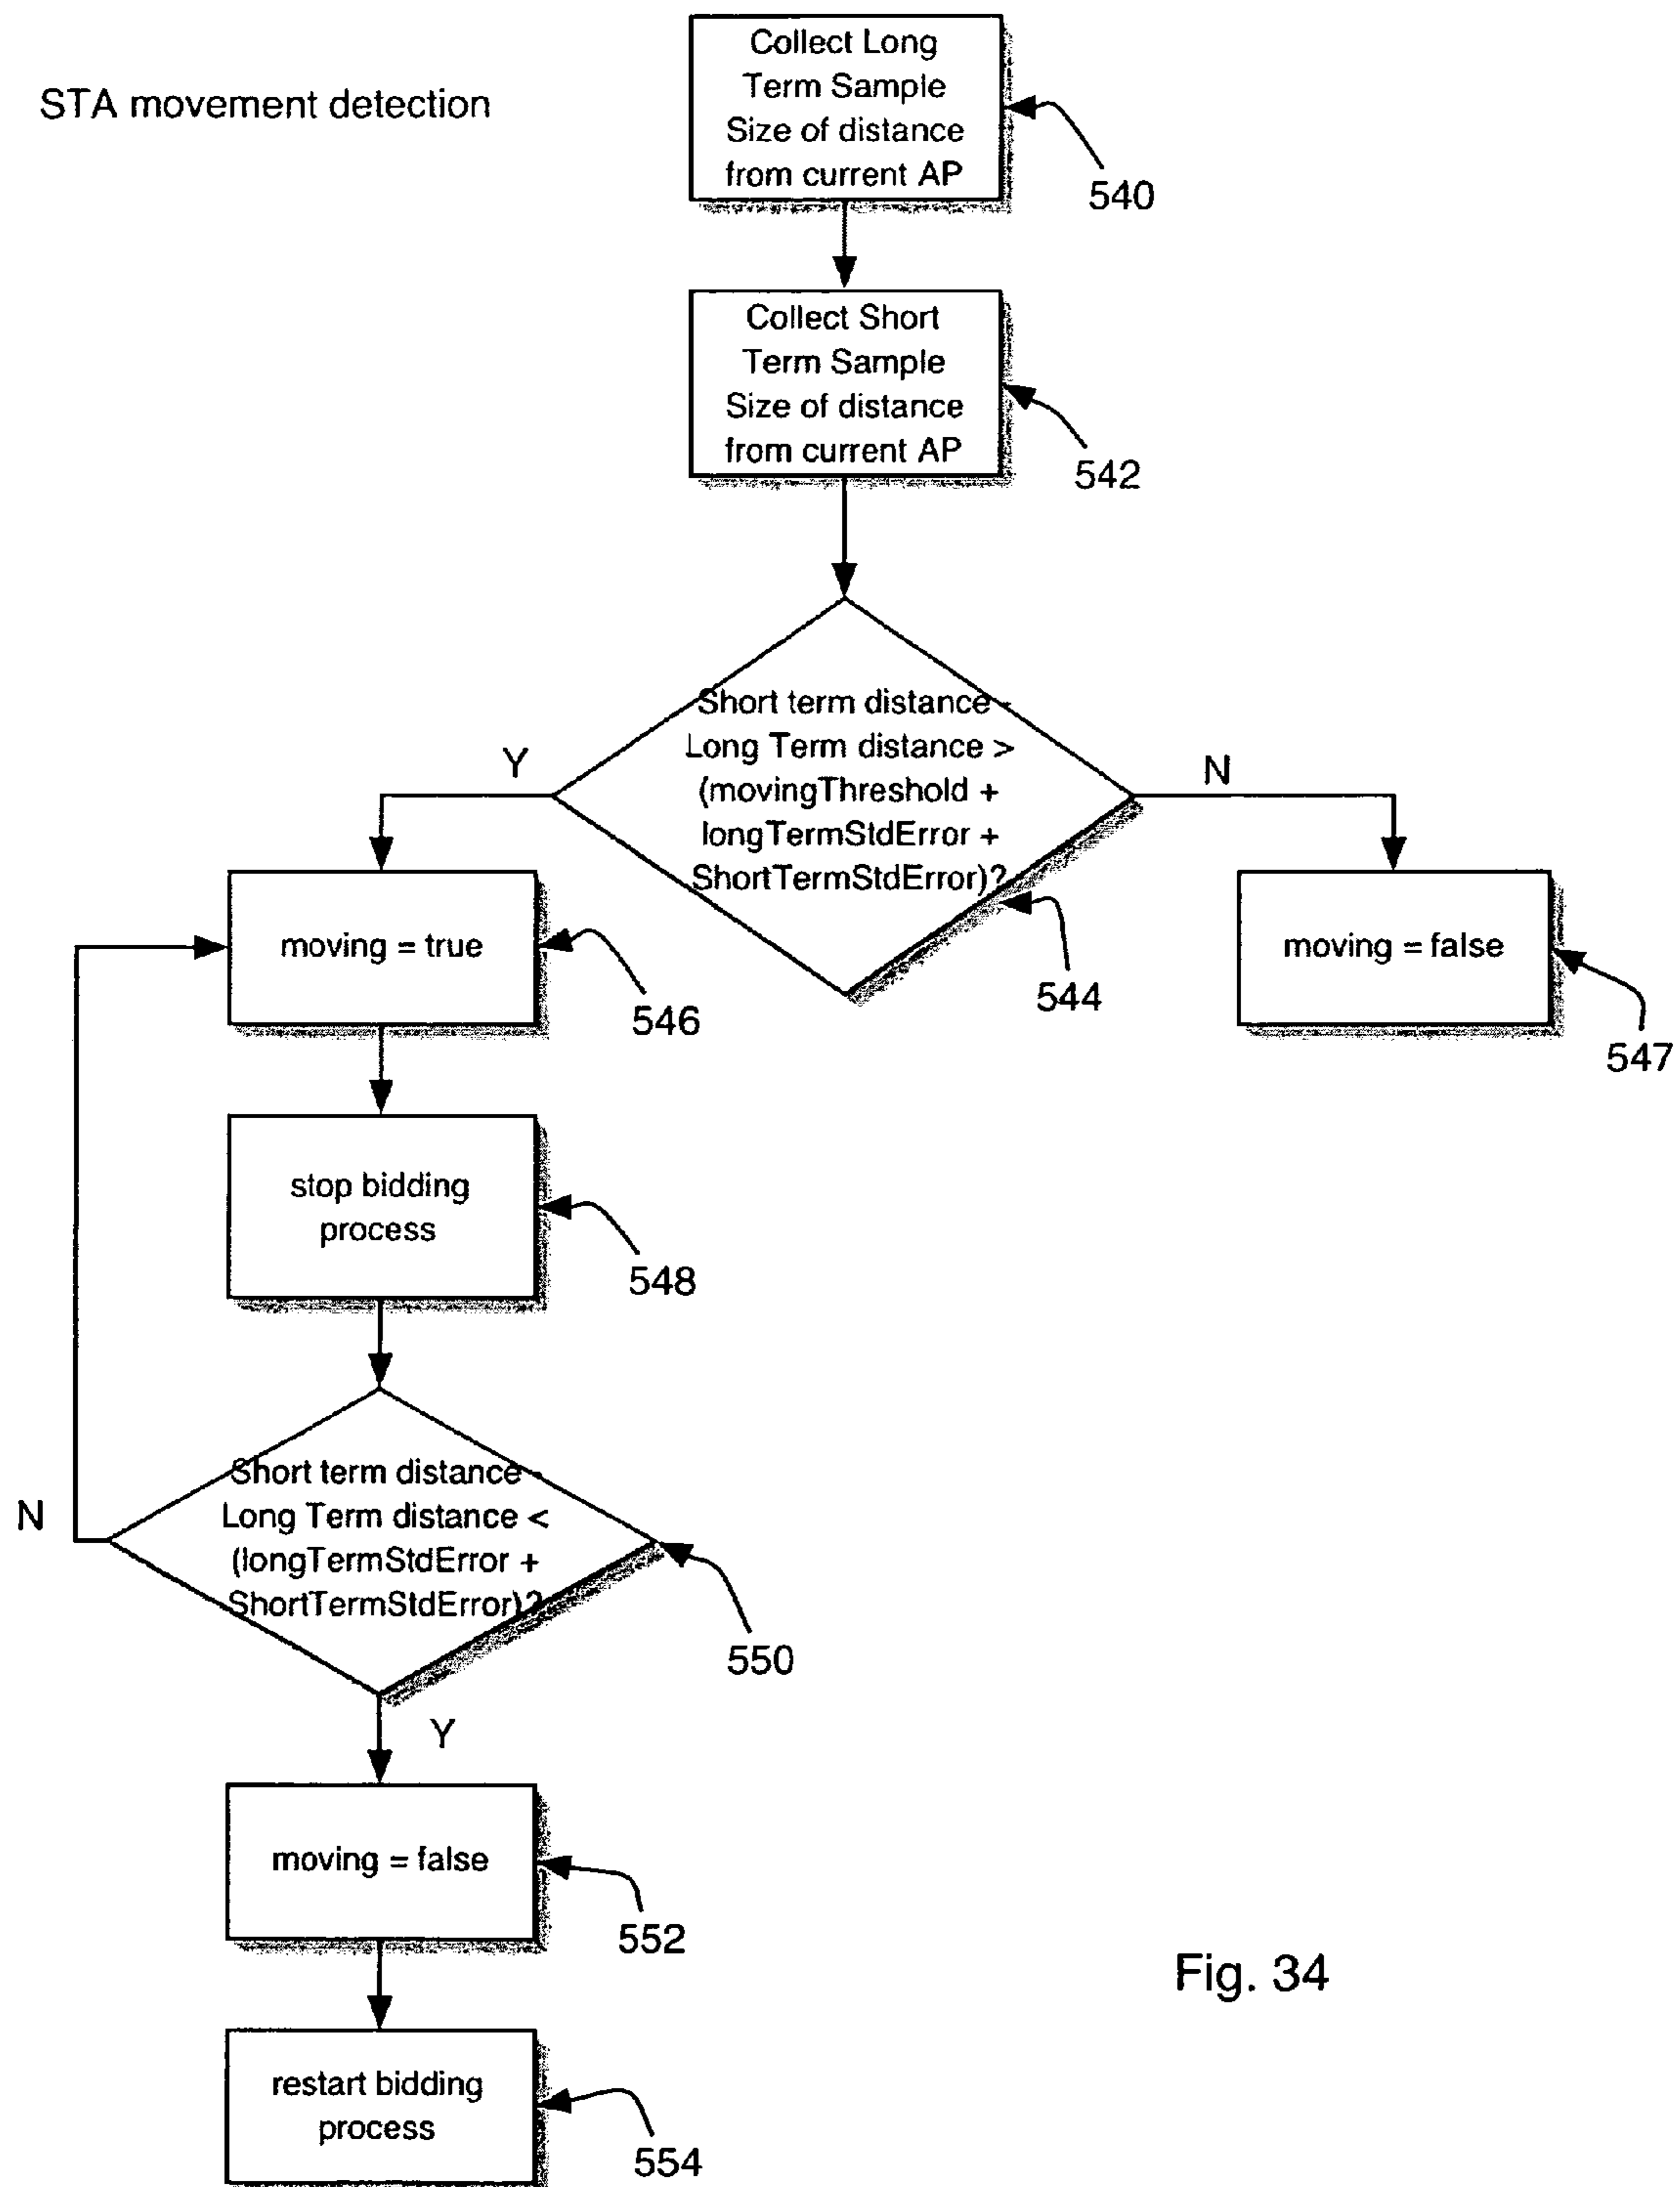 STA movement detection
Collect Long
Term Sample
Size of distance
from current AP
540
Collect Short
Term Sample
Size of distance
from current AP
542
Short term distance -
Long Term distance >
(movingThreshold +
longTermStdError +
ShortTermStdError)?
Y
N
544
moving = true
546
moving = false
547
stop bidding
process
548
Short term distance -
Long Term distance <
(longTermStdError +
ShortTermStdError)?
N
550
Y
moving = false
552
restart bidding
process
554
Fig. 34